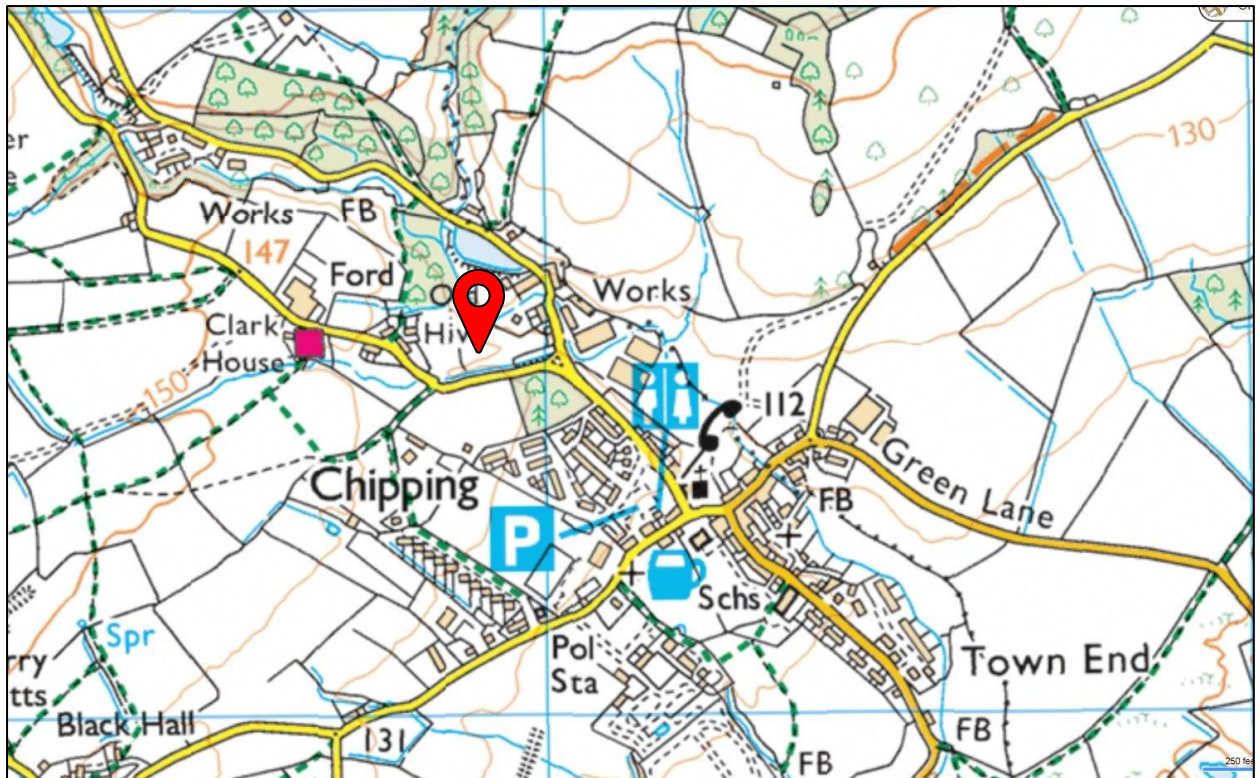 130
Works
FB
147
Ford
Works
Clark
House
150
112
Green Lane
Chipping
FB
P
Schs
Spr
Pol
Sta
Town End
Black Hall
131
FB
FB